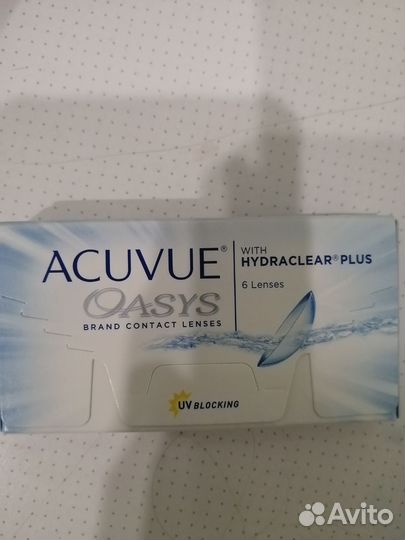 ACUVUE®
OASYS
BRAND CONTACT LENSES
WITH
HYDRACLEAR® PLUS
6 Lenses
UV BLOCKING
Avito